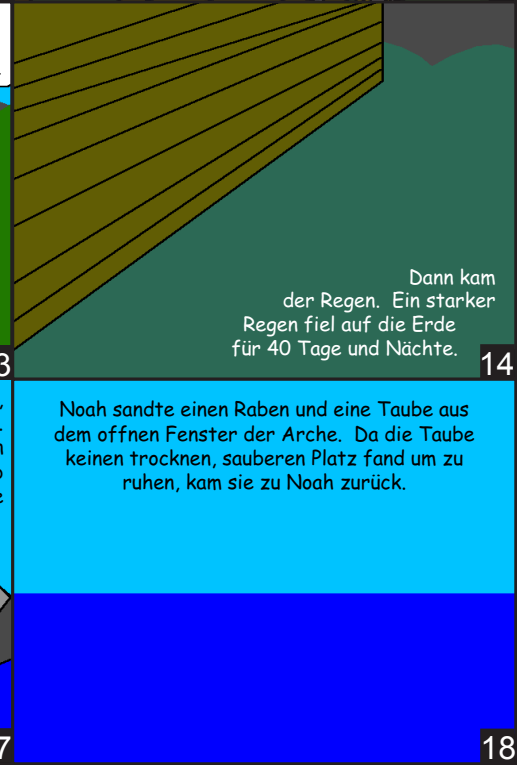 Dann kam
der Regen. Ein starker
Regen fiel auf die Erde
für 40 Tage und Nächte.
14
3
Noah sandte einen Raben und eine Taube aus
dem offnen Fenster der Arche. Da die Taube
keinen trocknen, sauberen Platz fand um zu
ruhen, kam sie zu Noah zurück.
7
18